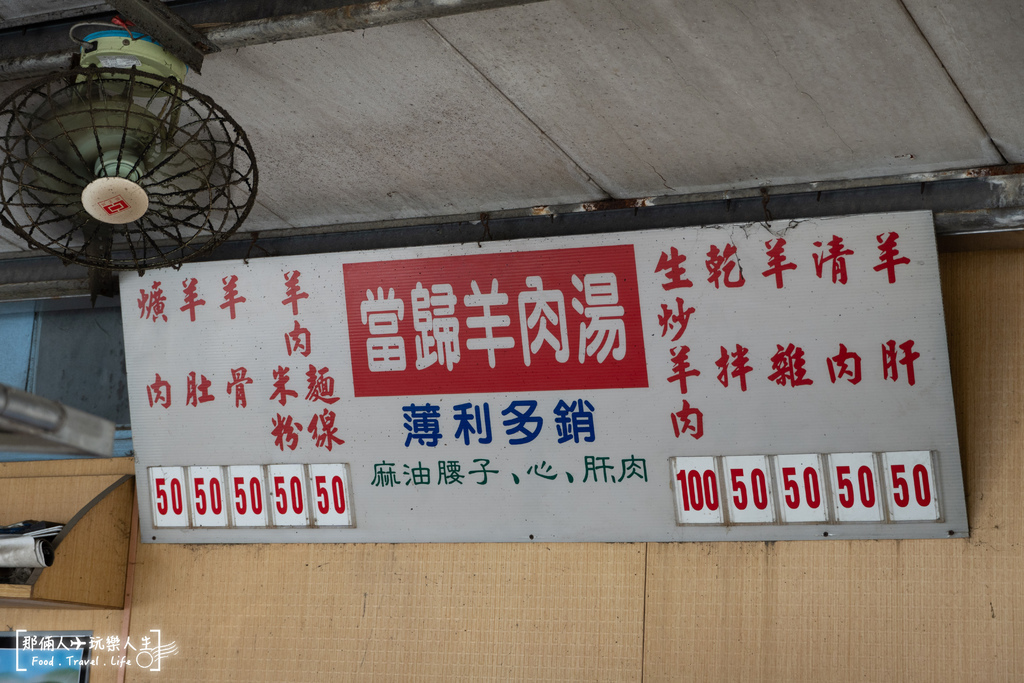 當歸羊肉湯
薄利多銷
麻油腰子、心、肝肉
羊肝
清肉
羊雜
乾拌
生炒羊肉
羊肉
麵線
米粉
羊骨
羊肚
爌肉
50 50 50 50 50
100 50 50 50 50
那倆人玩樂人生
Food . Travel . Life